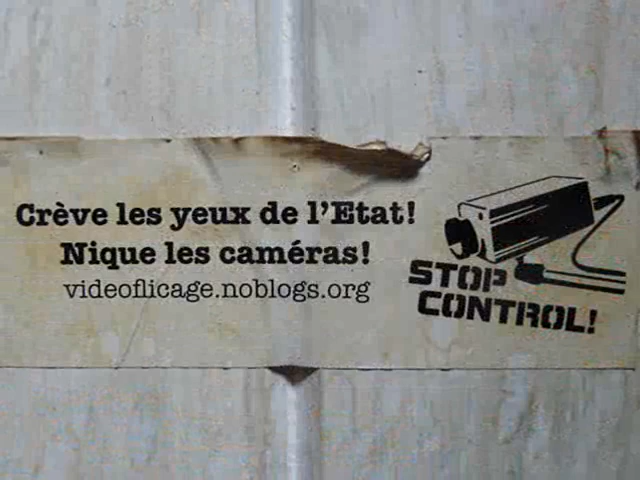 Crève les yeux de l'Etat!
Nique les caméras!
videoflicage.noblogs.org
STOP
CONTROL!